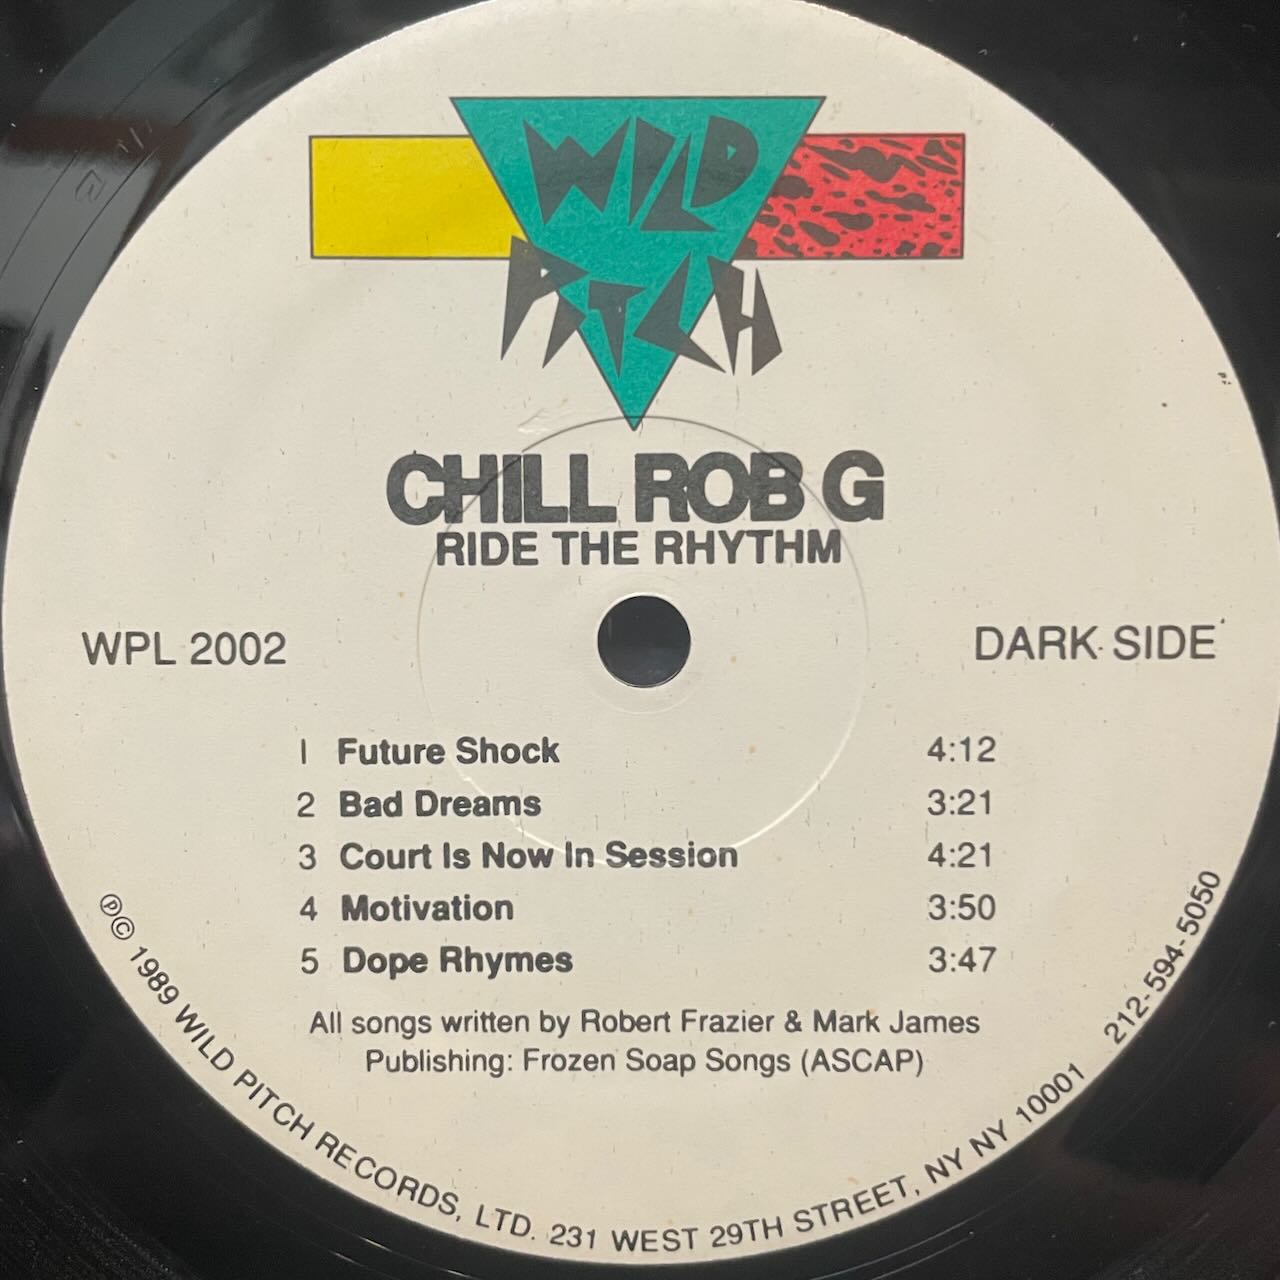 WILD
PITCH
CHILL ROB G
RIDE THE RHYTHM
WPL 2002
DARK SIDE
1 Future Shock 4:12
2 Bad Dreams 3:21
3 Court Is Now In Session 4:21
4 Motivation 3:50
5 Dope Rhymes 3:47
All songs written by Robert Frazier & Mark James
Publishing: Frozen Soap Songs (ASCAP)
℗© 1989 WILD PITCH RECORDS, LTD. 231 WEST 29TH STREET, NY NY 10001 212-594-5050